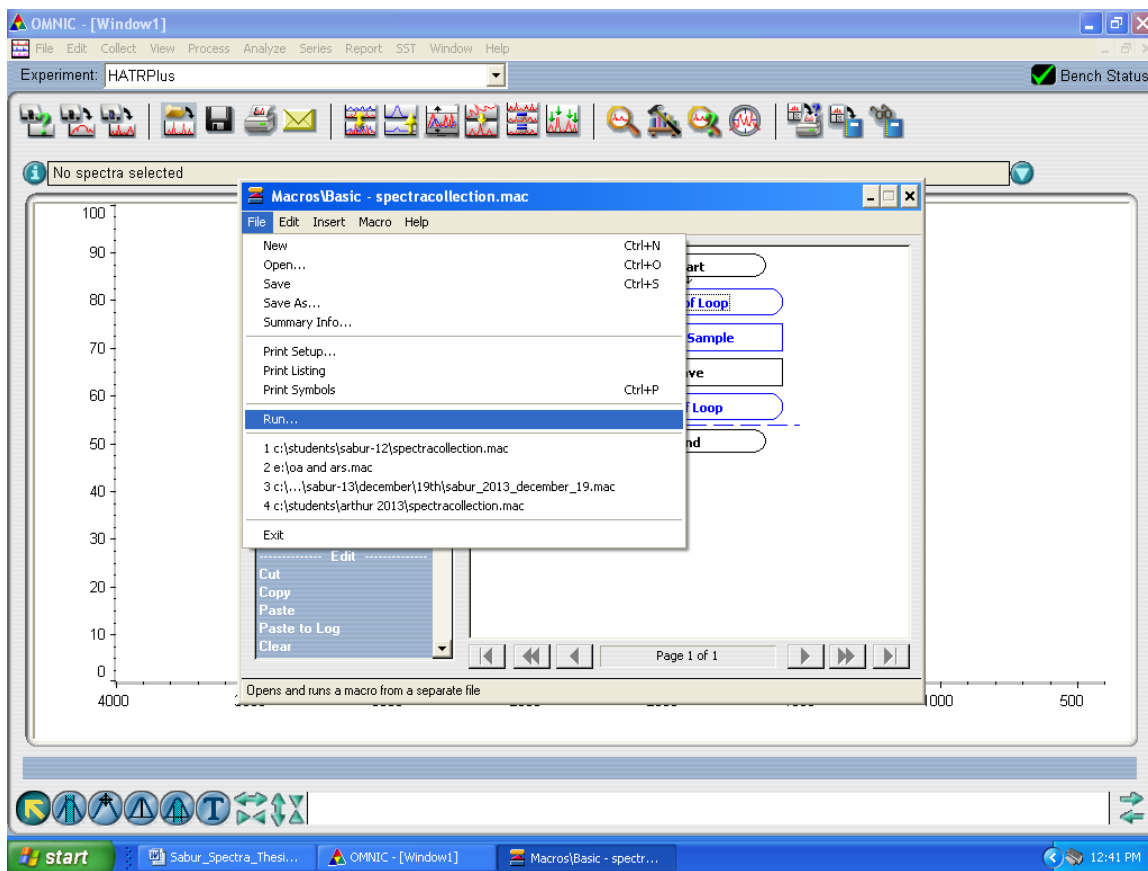 OMNIC - [Window1]
File Edit Collect View Process Analyze Series Report SST Window Help
Experiment: HATRPlus
Bench Status
No spectra selected
Macros\Basic - spectracollection.mac
File Edit Insert Macro Help
New Ctrl+N
Open... Ctrl+O
Save Ctrl+S
Save As...
Summary Info...
Print Setup...
Print Listing
Print Symbols Ctrl+P
Run...
1 c:\students\sabur-12\spectracollection.mac
2 e:\oa and ars.mac
3 c:\...\sabur-13\december\19th\sabur_2013_december_19.mac
4 c:\students\arthur 2013\spectracollection.mac
Exit
art
of Loop
Sample
ve
f Loop
nd
Edit
Cut
Copy
Paste
Paste to Log
Clear
Page 1 of 1
Opens and runs a macro from a separate file
100
90
80
70
60
50
40
30
20
10
0
4000 1000 500
T
start Sabur_Spectra_Thesi... OMNIC - [Window1] Macros\Basic - spectr... 12:41 PM